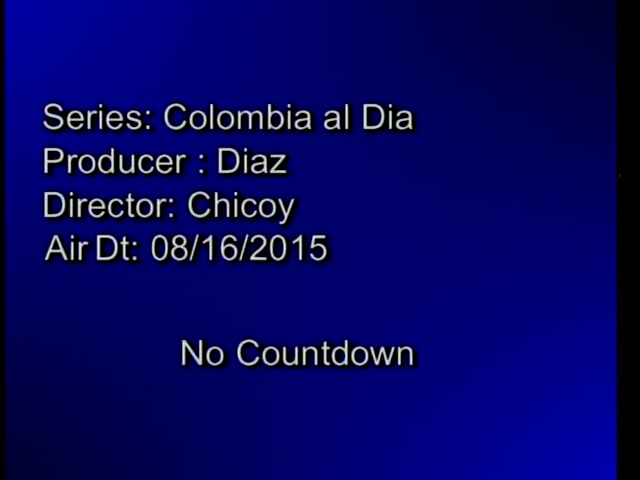 Series: Colombia al Dia
Producer : Diaz
Director: Chicoy
Air Dt: 08/16/2015
No Countdown